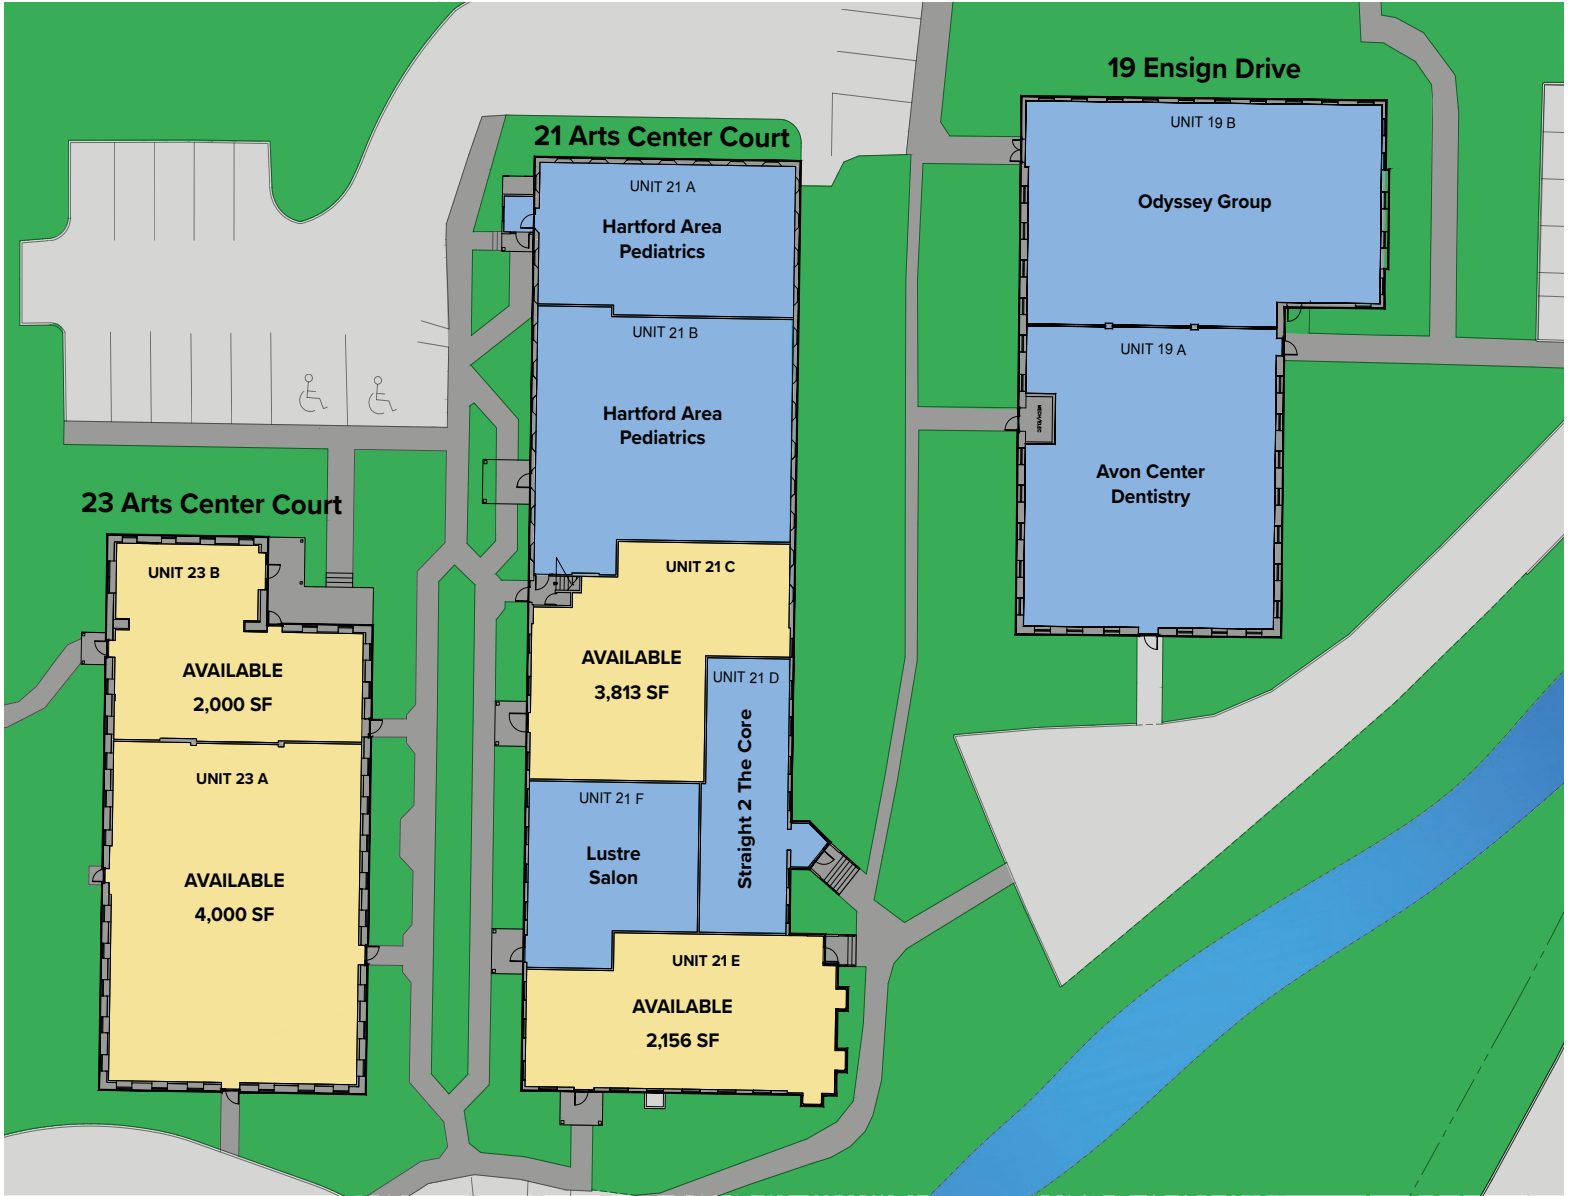 19 Ensign Drive
UNIT 19 B
Odyssey Group
UNIT 19 A
MECH/ELEC
Avon Center
Dentistry
21 Arts Center Court
UNIT 21 A
Hartford Area
Pediatrics
UNIT 21 B
Hartford Area
Pediatrics
UNIT 21 C
AVAILABLE
3,813 SF
UNIT 21 D
Straight 2 The Core
UNIT 21 F
Lustre
Salon
UNIT 21 E
AVAILABLE
2,156 SF
23 Arts Center Court
UNIT 23 B
AVAILABLE
2,000 SF
UNIT 23 A
AVAILABLE
4,000 SF